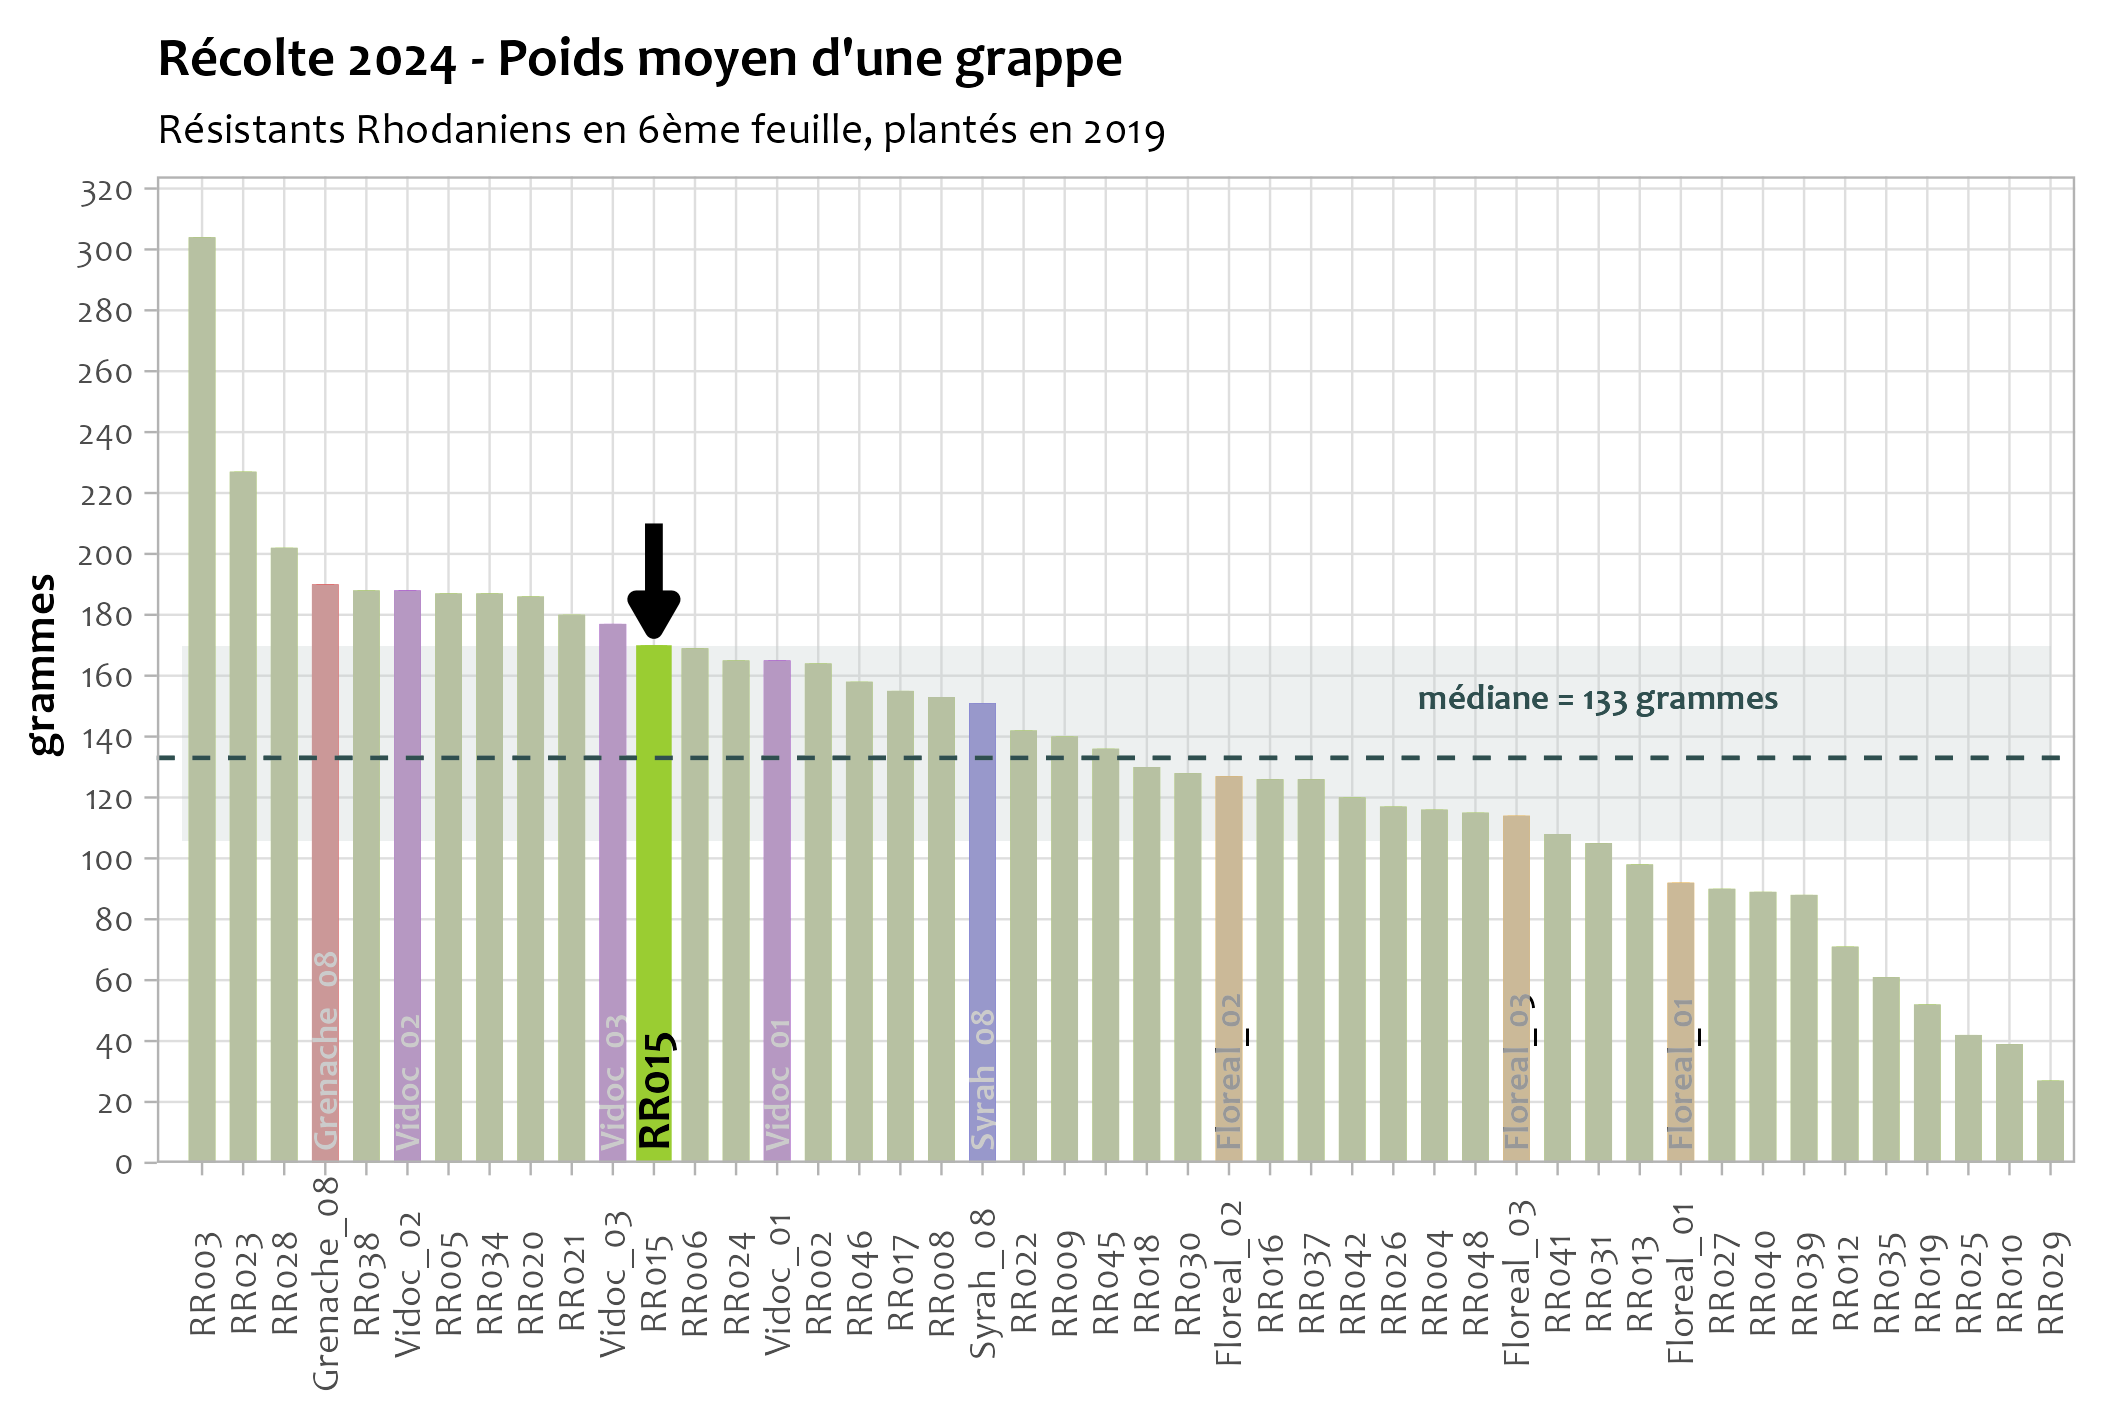 Récolte 2024 - Poids moyen d'une grappe
Résistants Rhodaniens en 6ème feuille, plantés en 2019
grammes
320
300
280
260
240
220
200
180
160
140
120
100
80
60
40
20
0
médiane = 133 grammes
Grenache_08
Vidoc_02
Vidoc_03
RR015
Vidoc_01
Syrah_08
Floreal_02
Floreal_03
Floreal_01
RR003
RR023
RR028
Grenache_08
RR038
Vidoc_02
RR005
RR034
RR020
RR021
Vidoc_03
RR015
RR006
RR024
Vidoc_01
RR002
RR046
RR017
RR008
Syrah_08
RR022
RR009
RR045
RR018
RR030
Floreal_02
RR016
RR037
RR042
RR026
RR004
RR048
Floreal_03
RR041
RR031
RR013
Floreal_01
RR027
RR040
RR039
RR012
RR035
RR019
RR025
RR010
RR029